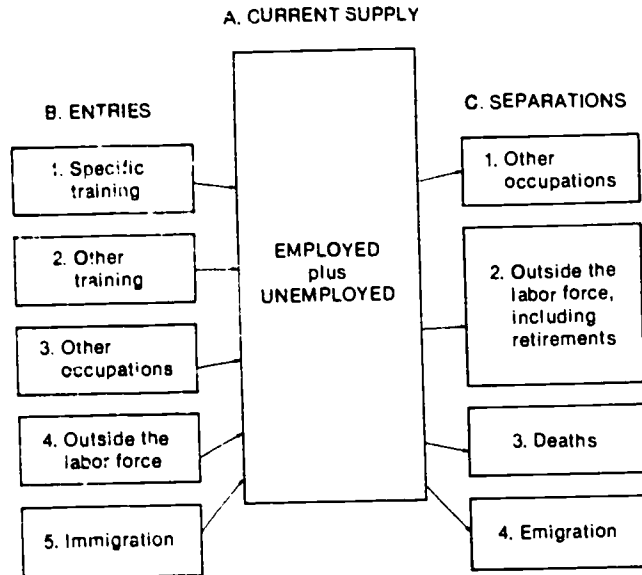 A. CURRENT SUPPLY
B. ENTRIES
1. Specific
training
2. Other
training
3. Other
occupations
4. Outside the
labor force
5. Immigration
EMPLOYED
plus
UNEMPLOYED
C. SEPARATIONS
1. Other
occupations
2. Outside the
labor force,
including
retirements
3. Deaths
4. Emigration